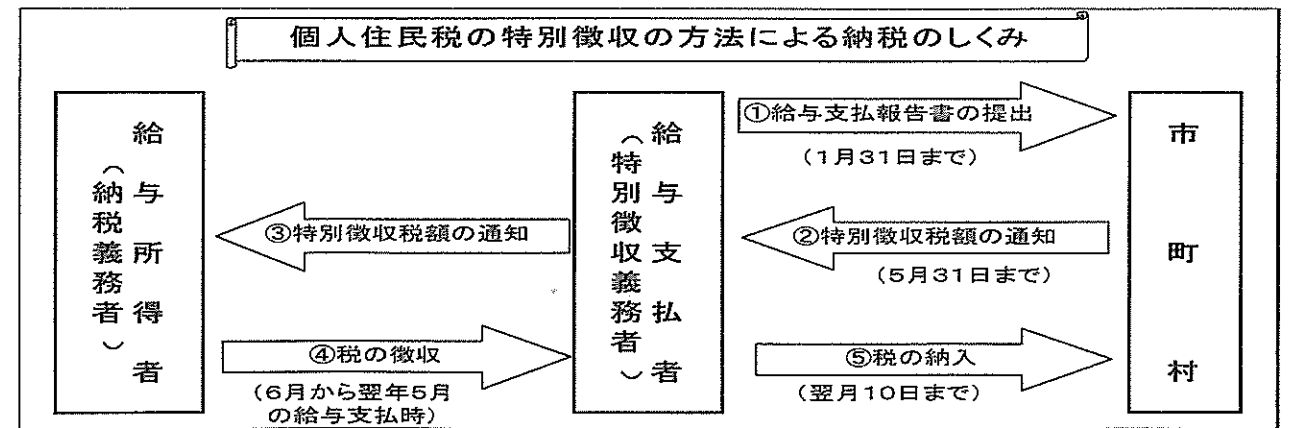 個人住民税の特別徴収の方法による納税のしくみ
給与所得者
（納税義務者）
給与支払者
（特別徴収義務者）
市町村
①給与支払報告書の提出
（1月31日まで）
②特別徴収税額の通知
（5月31日まで）
③特別徴収税額の通知
④税の徴収
（6月から翌年5月
の給与支払時）
⑤税の納入
（翌月10日まで）